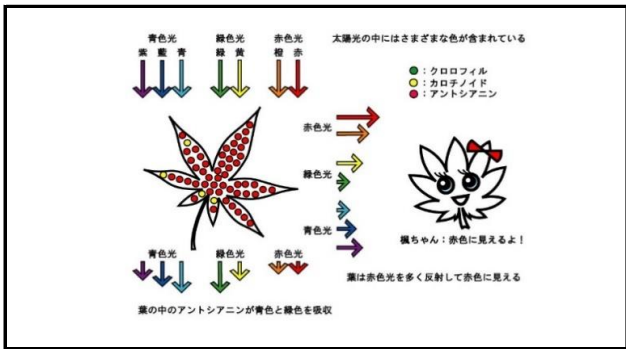 青色光 緑色光 赤色光 太陽光の中にはさまざまな色が含まれている
紫 藍 青 緑 黄 橙 赤
●：クロロフィル
●：カロチノイド
●：アントシアニン
赤色光
緑色光
青色光
楓ちゃん：赤色に見えるよ！
青色光 緑色光 赤色光
葉は赤色光を多く反射して赤色に見える
葉の中のアントシアニンが青色と緑色を吸収